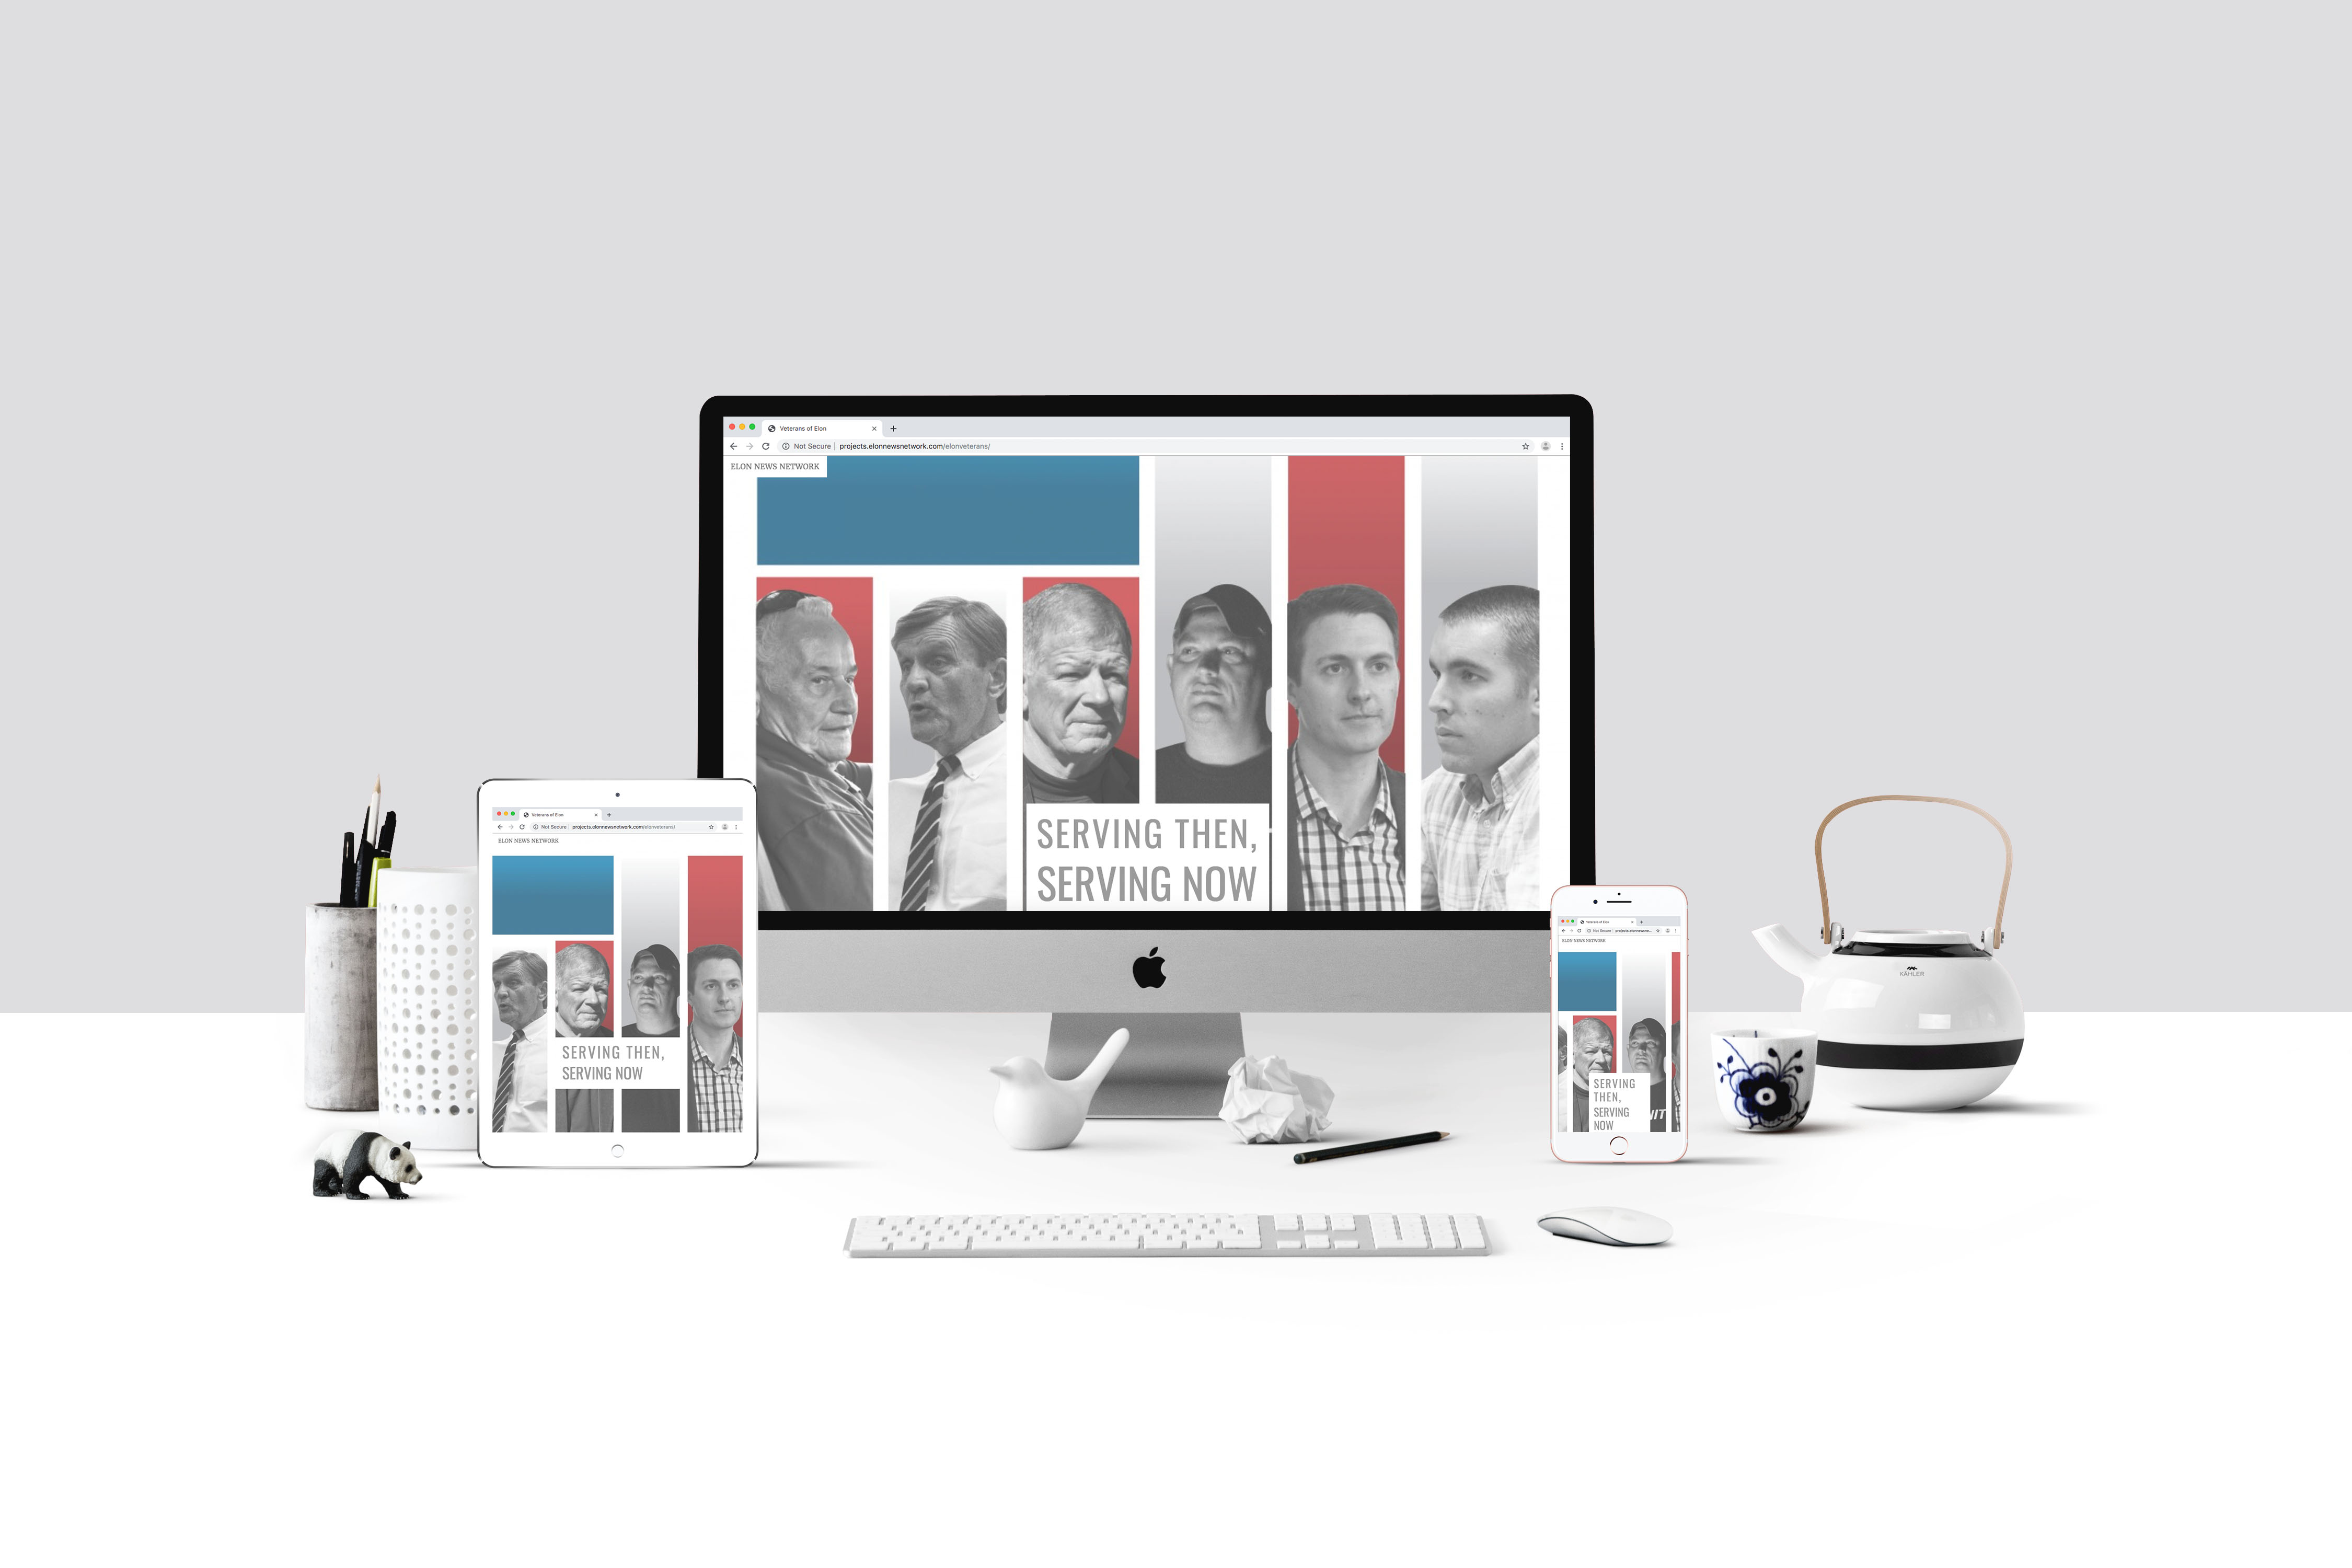 Veterans of Elon
Not Secure | projects.elonnewsnetwork.com/elonveterans/
ELON NEWS NETWORK
SERVING THEN,
SERVING NOW
Veterans of Elon
Not Secure | projects.elonnewsnetwork.com/elonveterans/
ELON NEWS NETWORK
SERVING THEN,
SERVING NOW
Veterans of Elon
Not Secure | projects.elonnewsnetwork...
ELON NEWS NETWORK
SERVING
THEN,
SERVING
NOW
KÄHLER